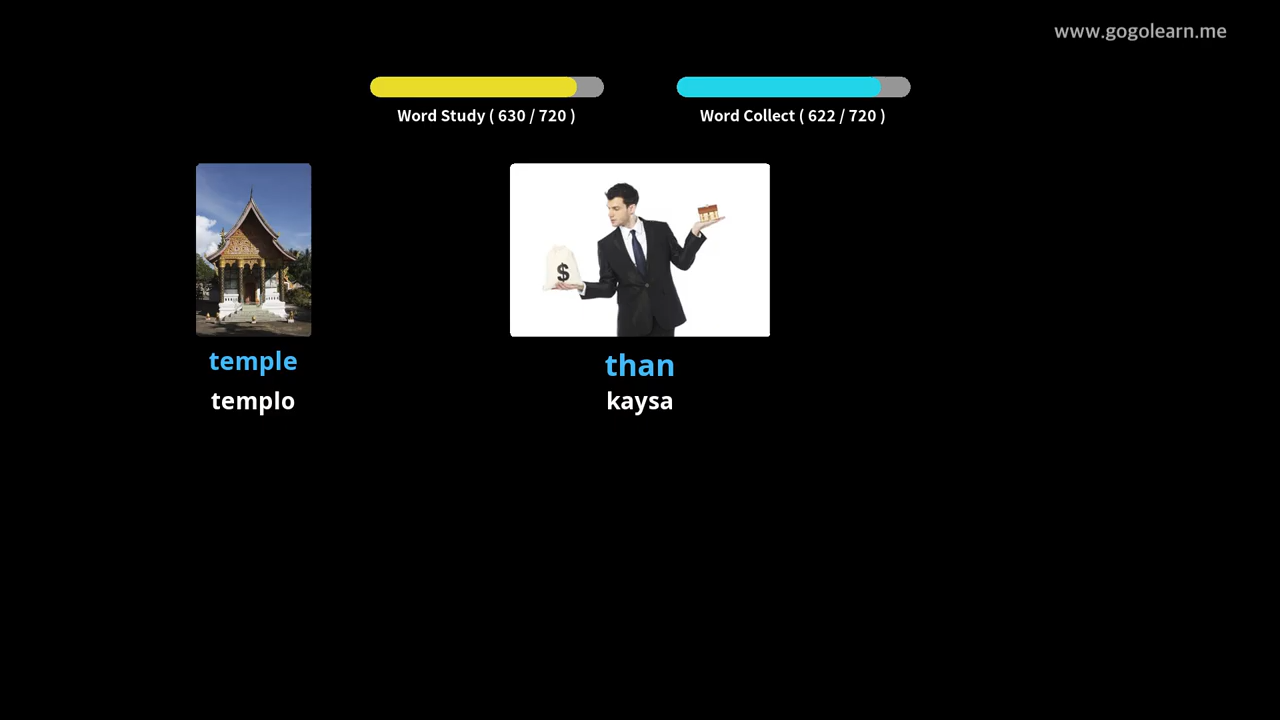 www.gogolearn.me
Word Study ( 630 / 720 )
Word Collect ( 622 / 720 )
$
temple
templo
than
kaysa